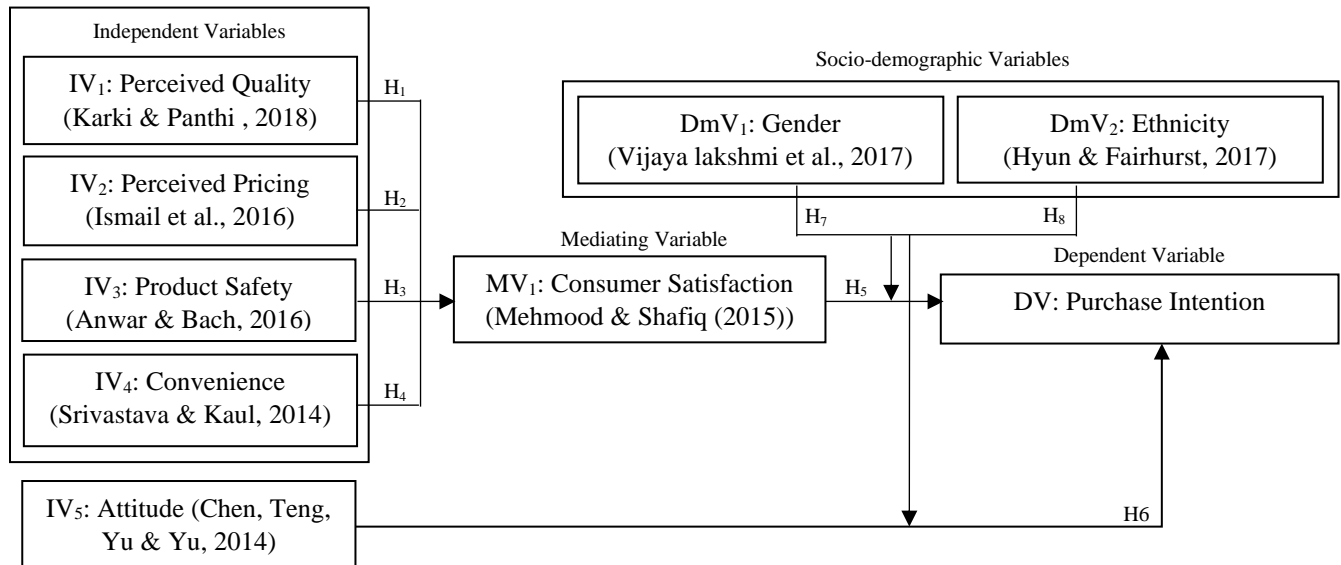 Independent Variables
IV₁: Perceived Quality
(Karki & Panthi , 2018)
H₁
IV₂: Perceived Pricing
(Ismail et al., 2016)
H₂
IV₃: Product Safety
(Anwar & Bach, 2016)
H₃
IV₄: Convenience
(Srivastava & Kaul, 2014)
H₄
IV₅: Attitude (Chen, Teng,
Yu & Yu, 2014)
H6
Socio-demographic Variables
DmV₁: Gender
(Vijaya lakshmi et al., 2017)
H₇
DmV₂: Ethnicity
(Hyun & Fairhurst, 2017)
H₈
Mediating Variable
MV₁: Consumer Satisfaction
(Mehmood & Shafiq (2015))
H₅
Dependent Variable
DV: Purchase Intention